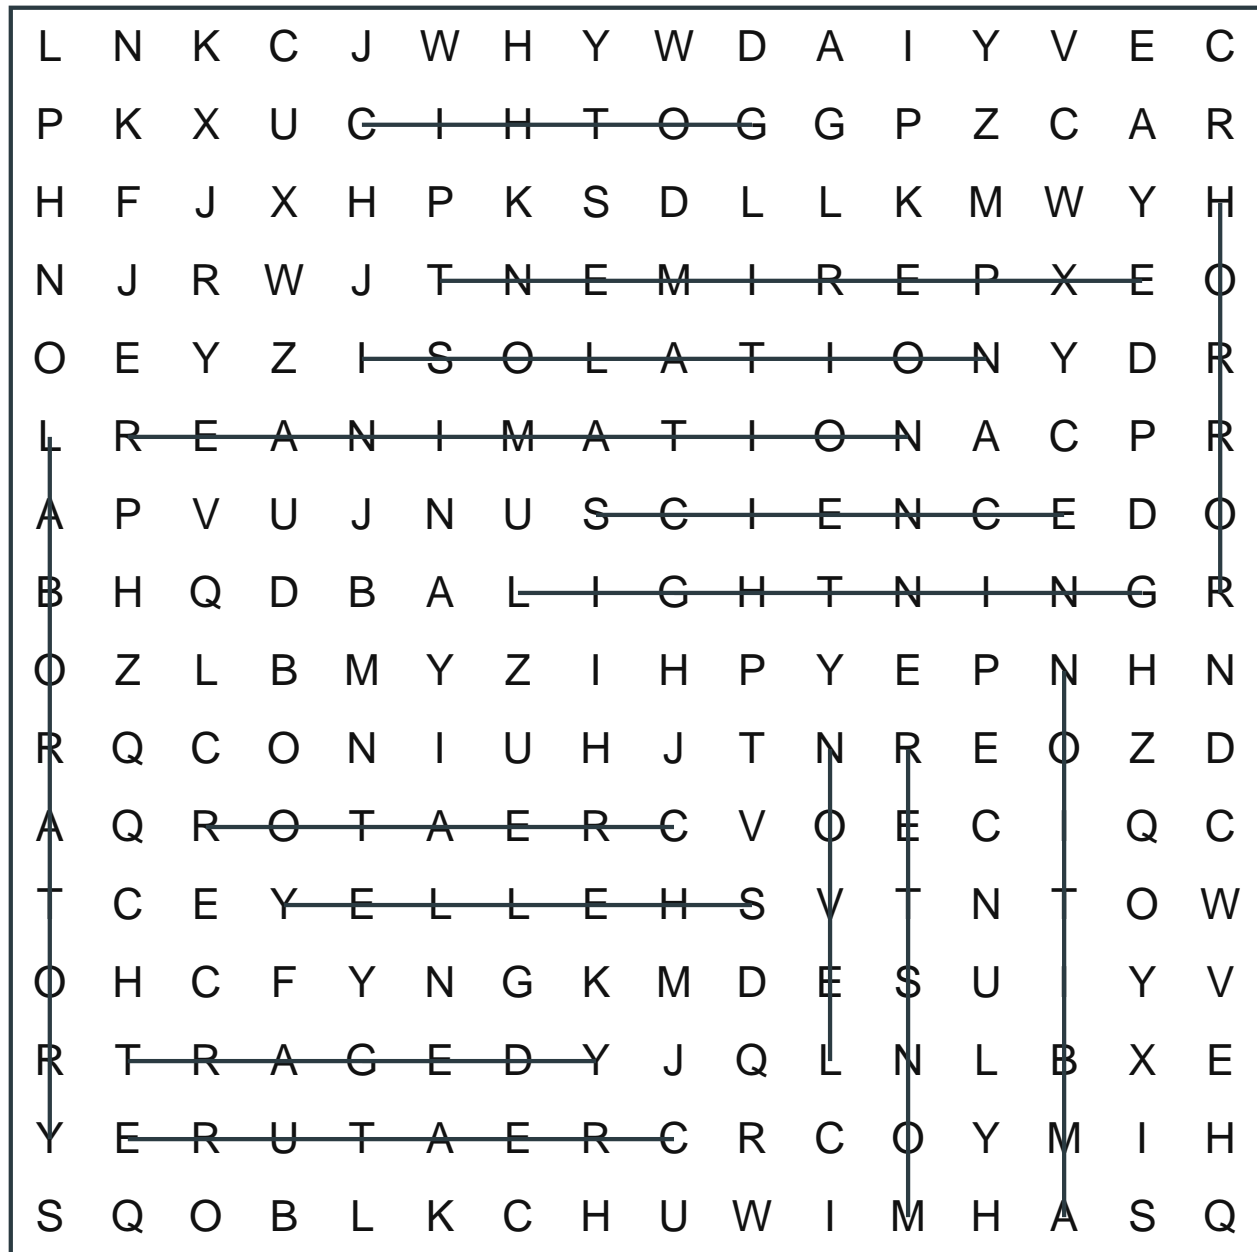 L N K C J W H Y W D A I Y V E C
P K X U C I H T O G G P Z C A R
H F J X H P K S D L L K M W Y H
N J R W J T N E M I R E P X E O
O E Y Z I S O L A T I O N Y D R
L R E A N I M A T I O N A C P R
A P V U J N U S C I E N C E D O
B H Q D B A L I G H T N I N G R
O Z L B M Y Z I H P Y E P N H N
R Q C O N I U H J T N R E O Z D
A Q R O T A E R C V O E C I Q C
T C E Y E L L E H S V T N T O W
O H C F Y N G K M D E S U I Y V
R T R A G E D Y J Q L N L B X E
Y E R U T A E R C R C O Y M I H
S Q O B L K C H U W I M H A S Q